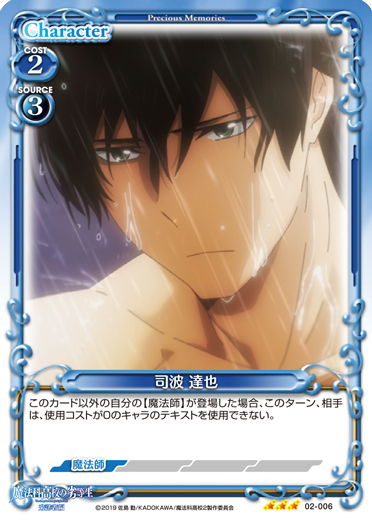 Precious Memories
Character
COST
2
SOURCE
3
司波 達也
このカード以外の自分の【魔法師】が登場した場合、このターン、相手
は、使用コストが0のキャラのテキストを使用できない。
魔法師
魔法科高校の劣等生
来訪者編
©2019 佐島 勤/KADOKAWA/魔法科高校2製作委員会
02-006